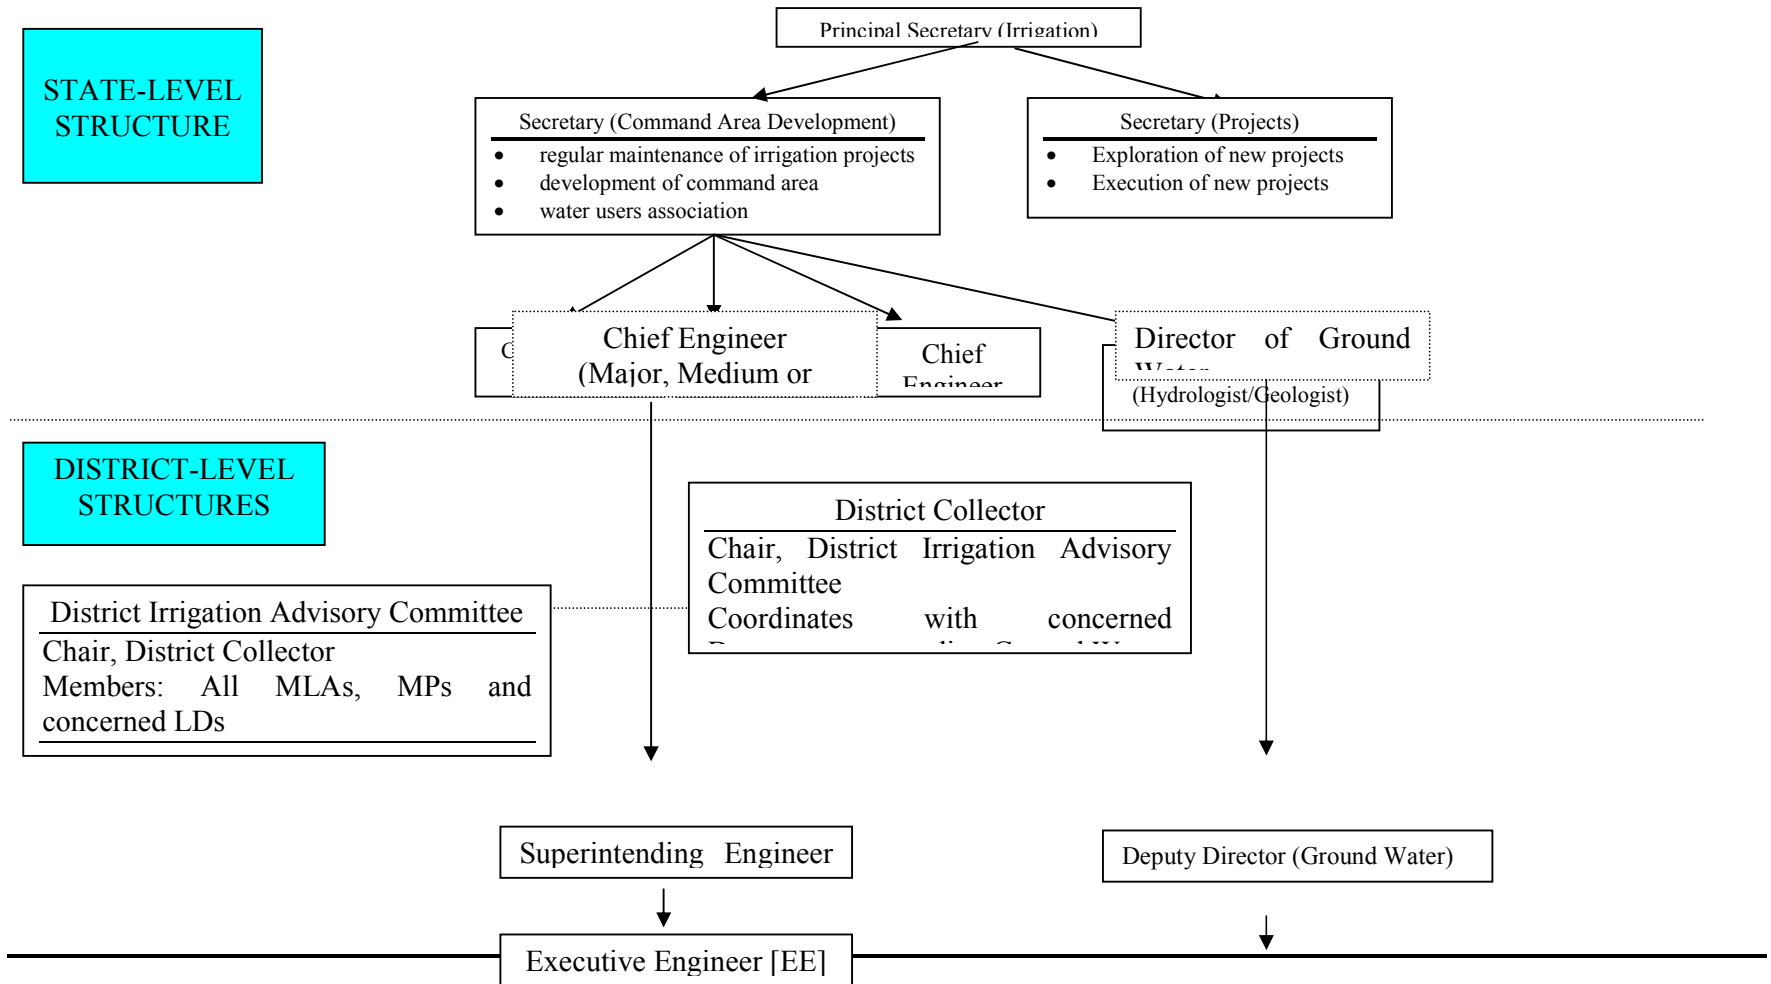 Principal Secretary (Irrigation)
STATE-LEVEL
STRUCTURE
Secretary (Command Area Development)
• regular maintenance of irrigation projects
• development of command area
• water users association
Secretary (Projects)
• Exploration of new projects
• Execution of new projects
Chief Engineer
(Major, Medium or
Chief
Engineer
Director of Ground
Water
(Hydrologist/Geologist)
DISTRICT-LEVEL
STRUCTURES
District Collector
Chair, District Irrigation Advisory
Committee
Coordinates with concerned
District Irrigation Advisory Committee
Chair, District Collector
Members: All MLAs, MPs and
concerned LDs
Superintending Engineer
Deputy Director (Ground Water)
Executive Engineer [EE]